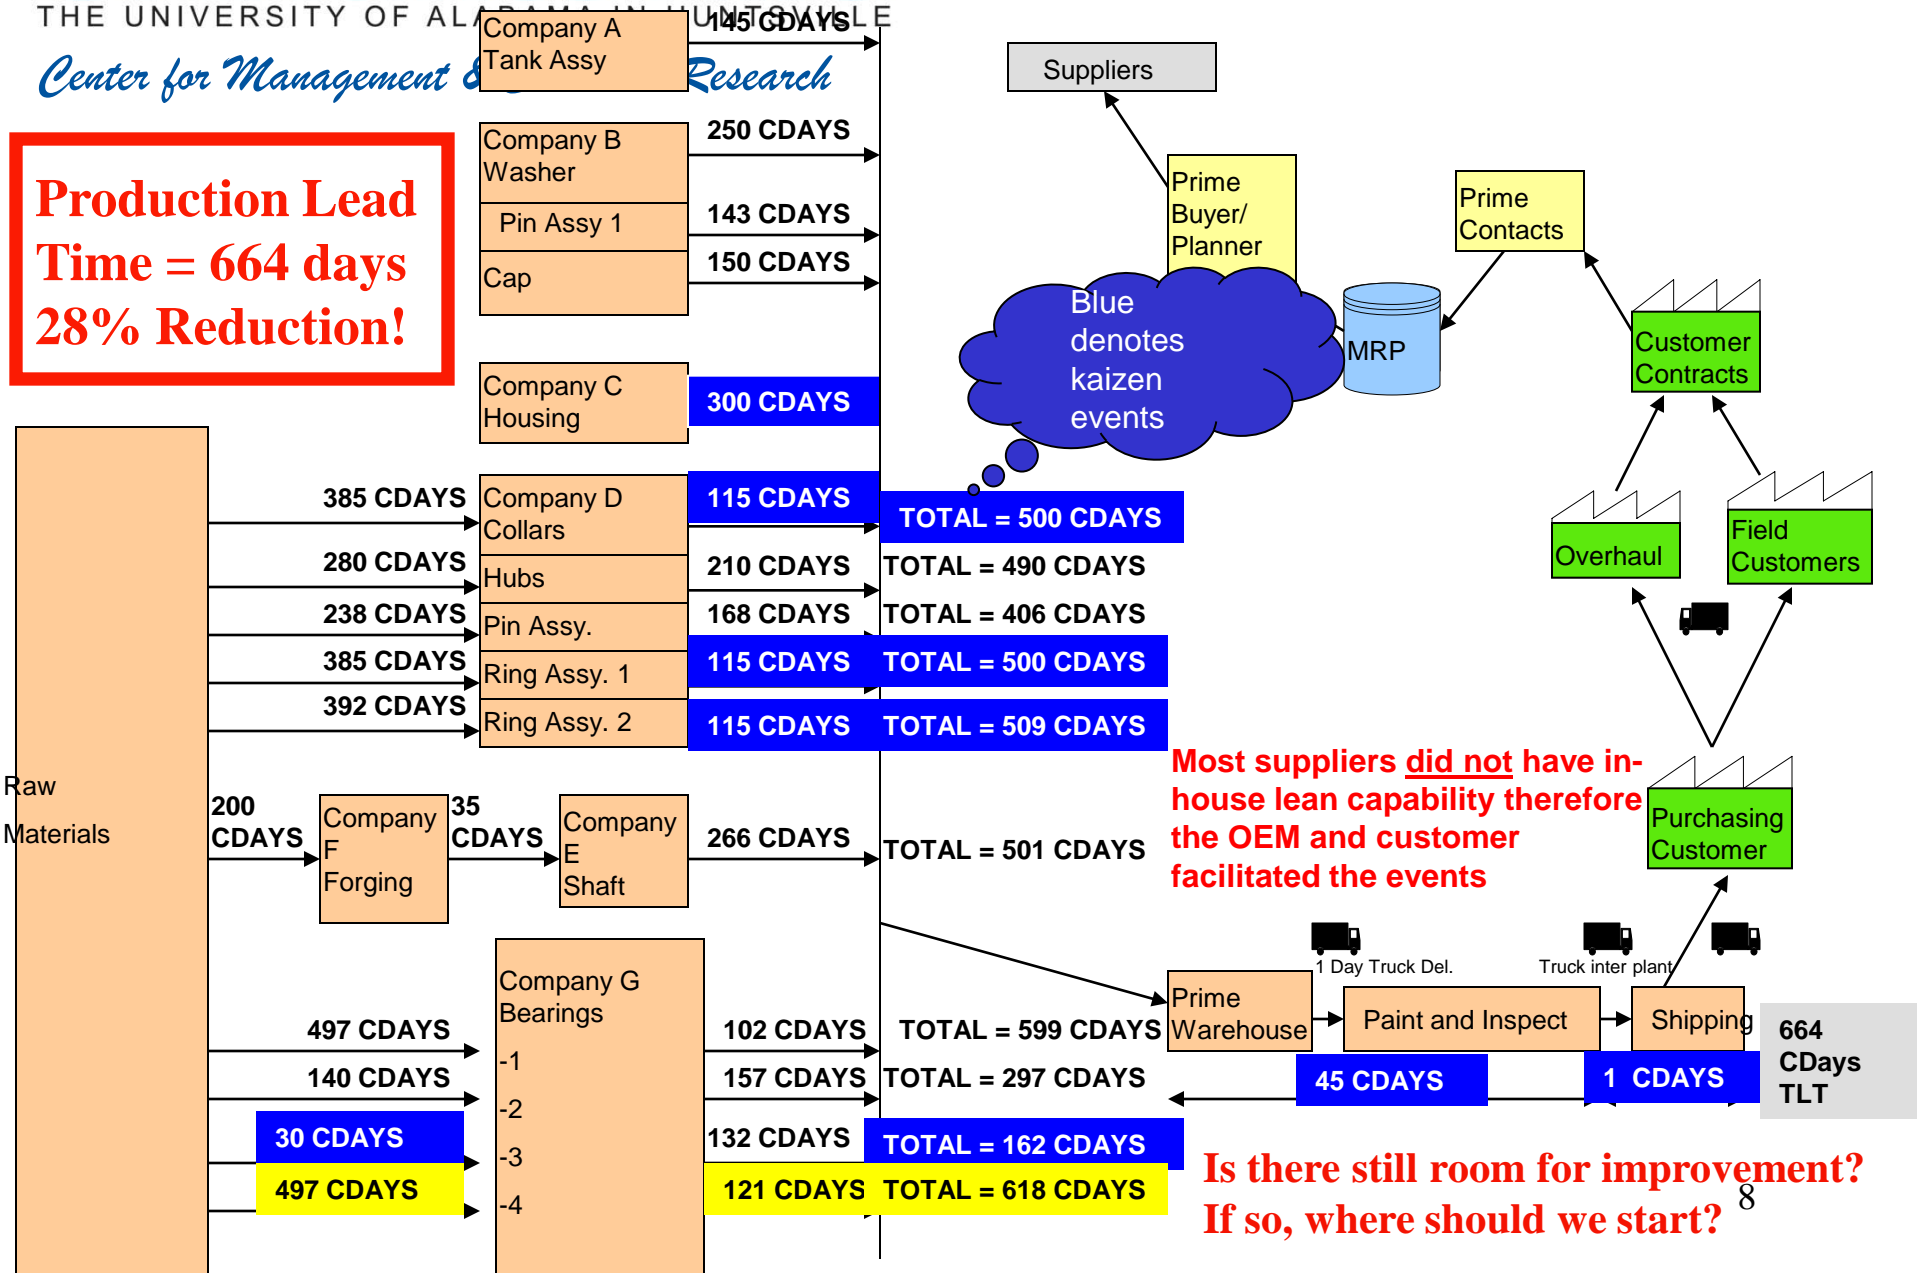 THE UNIVERSITY OF ALABAMA IN HUNTSVILLE
Center for Management & Research
Production Lead
Time = 664 days
28% Reduction!
Company A
Tank Assy
145 CDAYS
Company B
Washer
250 CDAYS
Pin Assy 1
143 CDAYS
Cap
150 CDAYS
Company C
Housing
300 CDAYS
Raw
Materials
385 CDAYS
Company D
Collars
115 CDAYS
TOTAL = 500 CDAYS
280 CDAYS
Hubs
210 CDAYS
TOTAL = 490 CDAYS
238 CDAYS
Pin Assy.
168 CDAYS
TOTAL = 406 CDAYS
385 CDAYS
Ring Assy. 1
115 CDAYS
TOTAL = 500 CDAYS
392 CDAYS
Ring Assy. 2
115 CDAYS
TOTAL = 509 CDAYS
200
CDAYS
Company
F
Forging
35
CDAYS
Company
E
Shaft
266 CDAYS
TOTAL = 501 CDAYS
Company G
Bearings
497 CDAYS
-1
102 CDAYS
TOTAL = 599 CDAYS
140 CDAYS
-2
157 CDAYS
TOTAL = 297 CDAYS
30 CDAYS
-3
132 CDAYS
TOTAL = 162 CDAYS
497 CDAYS
-4
121 CDAYS
TOTAL = 618 CDAYS
Suppliers
Prime
Buyer/
Planner
Prime
Contacts
Blue
denotes
kaizen
events
MRP
Customer
Contracts
Overhaul
Field
Customers
Most suppliers did not have in-
house lean capability therefore
the OEM and customer
facilitated the events
Purchasing
Customer
1 Day Truck Del.
Truck inter plant
Prime
Warehouse
Paint and Inspect
Shipping
45 CDAYS
1 CDAYS
664
CDays
TLT
Is there still room for improvement?
If so, where should we start?
8